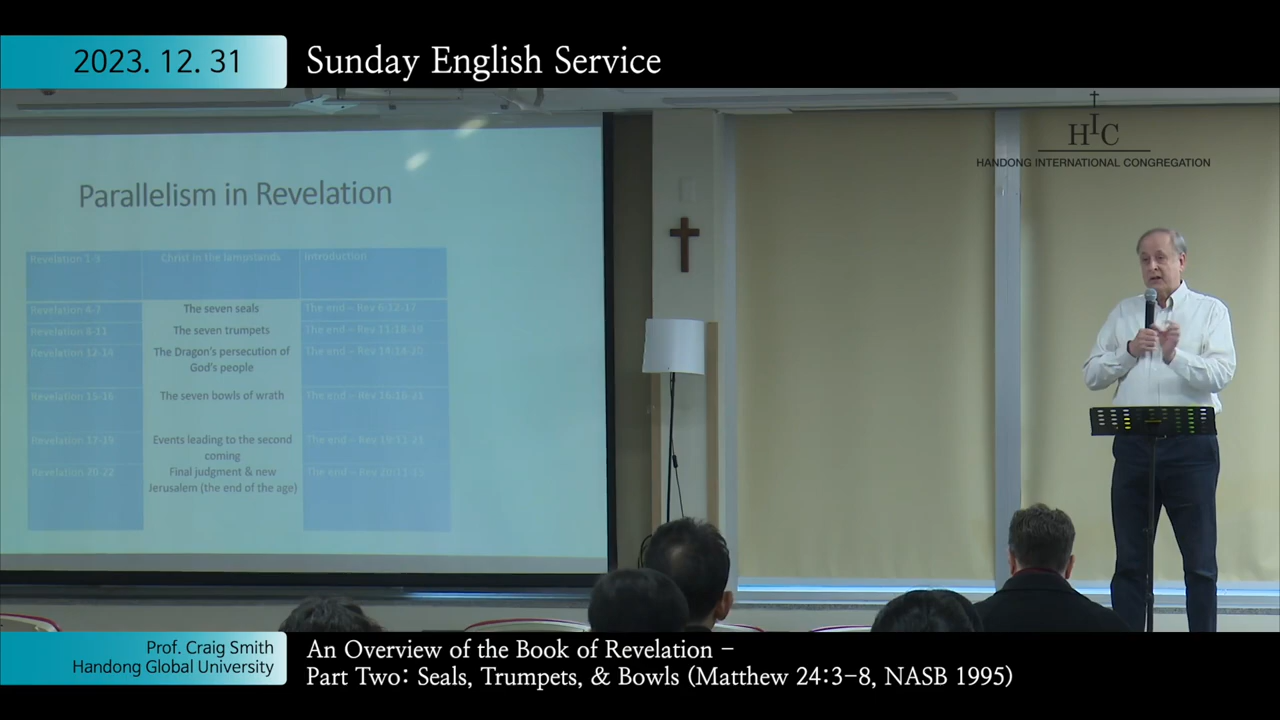 2023. 12. 31
Sunday English Service
HIC
HANDONG INTERNATIONAL CONGREGATION
Parallelism in Revelation
Revelation 1-3 Christ in the lampstands Introduction
Revelation 4-7 The seven seals The end – Rev 6:12-17
Revelation 8-11 The seven trumpets The end – Rev 11:18-19
Revelation 12-14 The Dragon's persecution of The end – Rev 14:14-20
God's people
Revelation 15-16 The seven bowls of wrath The end – Rev 16:18-21
Revelation 17-19 Events leading to the second The end – Rev 19:11-21
coming
Revelation 20-22 Final judgment & new The end – Rev 20:11-15
Jerusalem (the end of the age)
Prof. Craig Smith
Handong Global University
An Overview of the Book of Revelation –
Part Two: Seals, Trumpets, & Bowls (Matthew 24:3-8, NASB 1995)